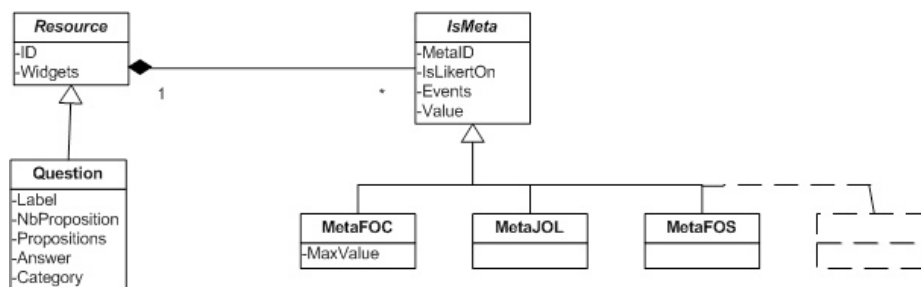 Resource
-ID
-Widgets
1
*
IsMeta
-MetaID
-IsLikertOn
-Events
-Value
Question
-Label
-NbProposition
-Propositions
-Answer
-Category
MetaFOC
-MaxValue
MetaJOL
MetaFOS